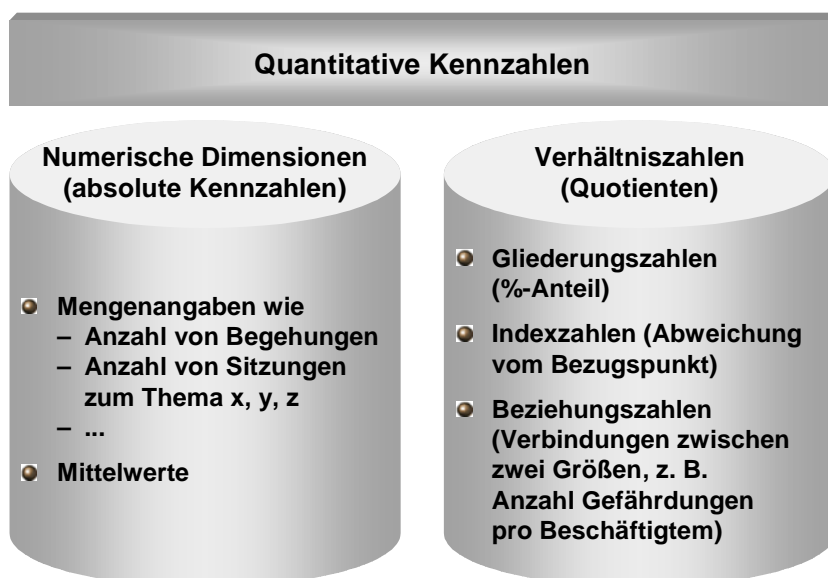 Quantitative Kennzahlen
Numerische Dimensionen
(absolute Kennzahlen)
Mengenangaben wie
– Anzahl von Begehungen
– Anzahl von Sitzungen
zum Thema x, y, z
– ...
Mittelwerte
Verhältniszahlen
(Quotienten)
Gliederungszahlen
(%-Anteil)
Indexzahlen (Abweichung
vom Bezugspunkt)
Beziehungszahlen
(Verbindungen zwischen
zwei Größen, z. B.
Anzahl Gefährdungen
pro Beschäftigtem)